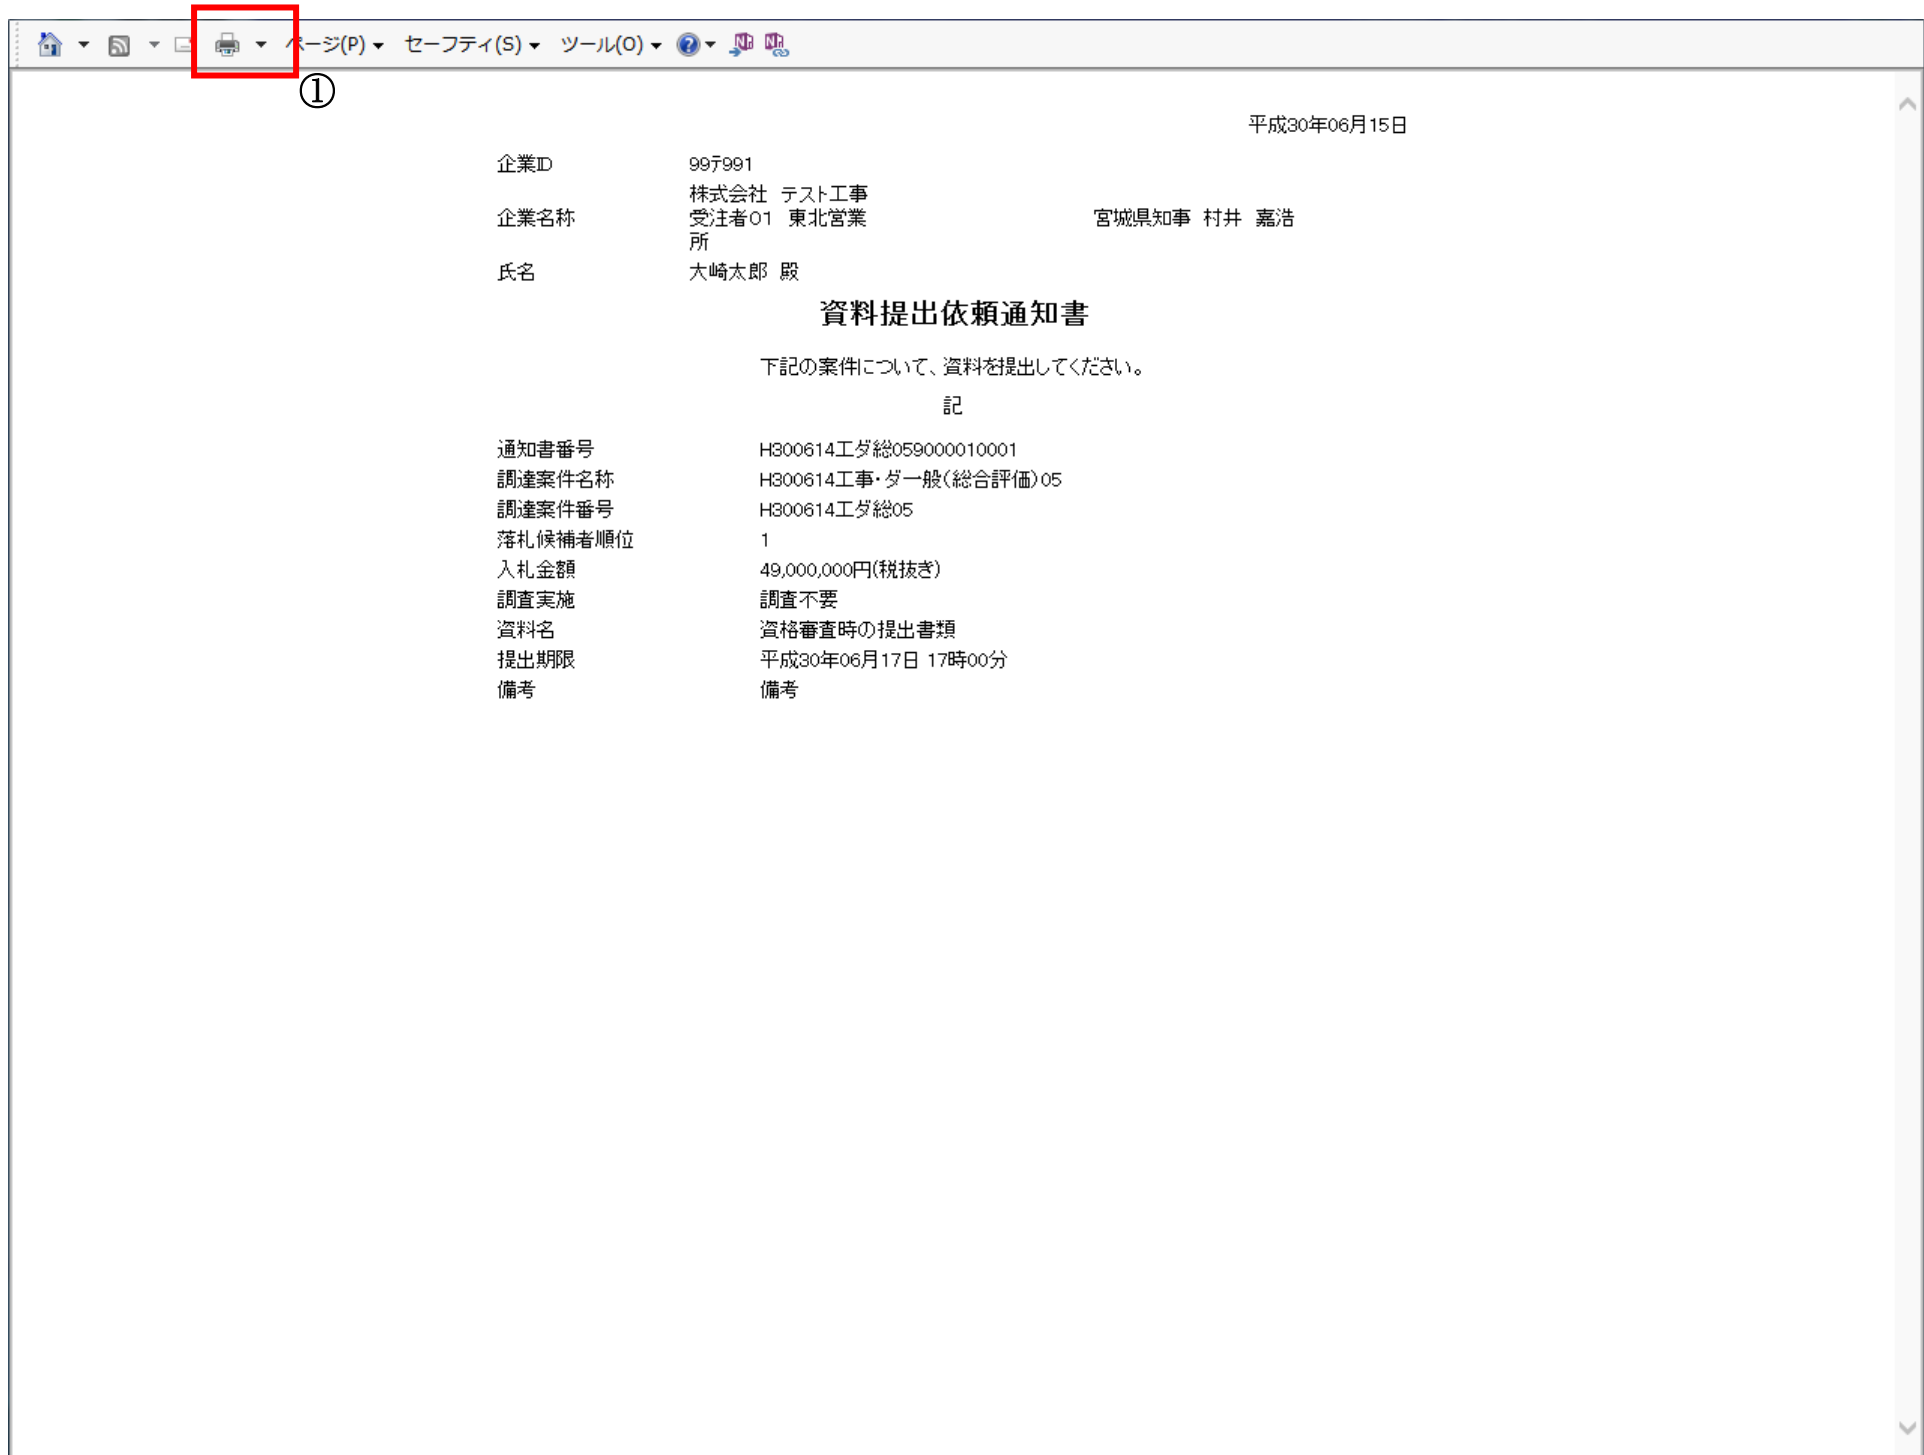 ページ(P) セーフティ(S) ツール(O)
①
平成30年06月15日
企業ID 99ﾃ991
企業名称 株式会社 テスト工事
受注者01 東北営業
所
宮城県知事 村井 嘉浩
氏名 大崎太郎 殿
資料提出依頼通知書
下記の案件について、資料を提出してください。
記
通知書番号 H300614工ダ総059000010001
調達案件名称 H300614工事・ダ一般(総合評価)05
調達案件番号 H300614工ダ総05
落札候補者順位 1
入札金額 49,000,000円(税抜き)
調査実施 調査不要
資料名 資格審査時の提出書類
提出期限 平成30年06月17日 17時00分
備考 備考